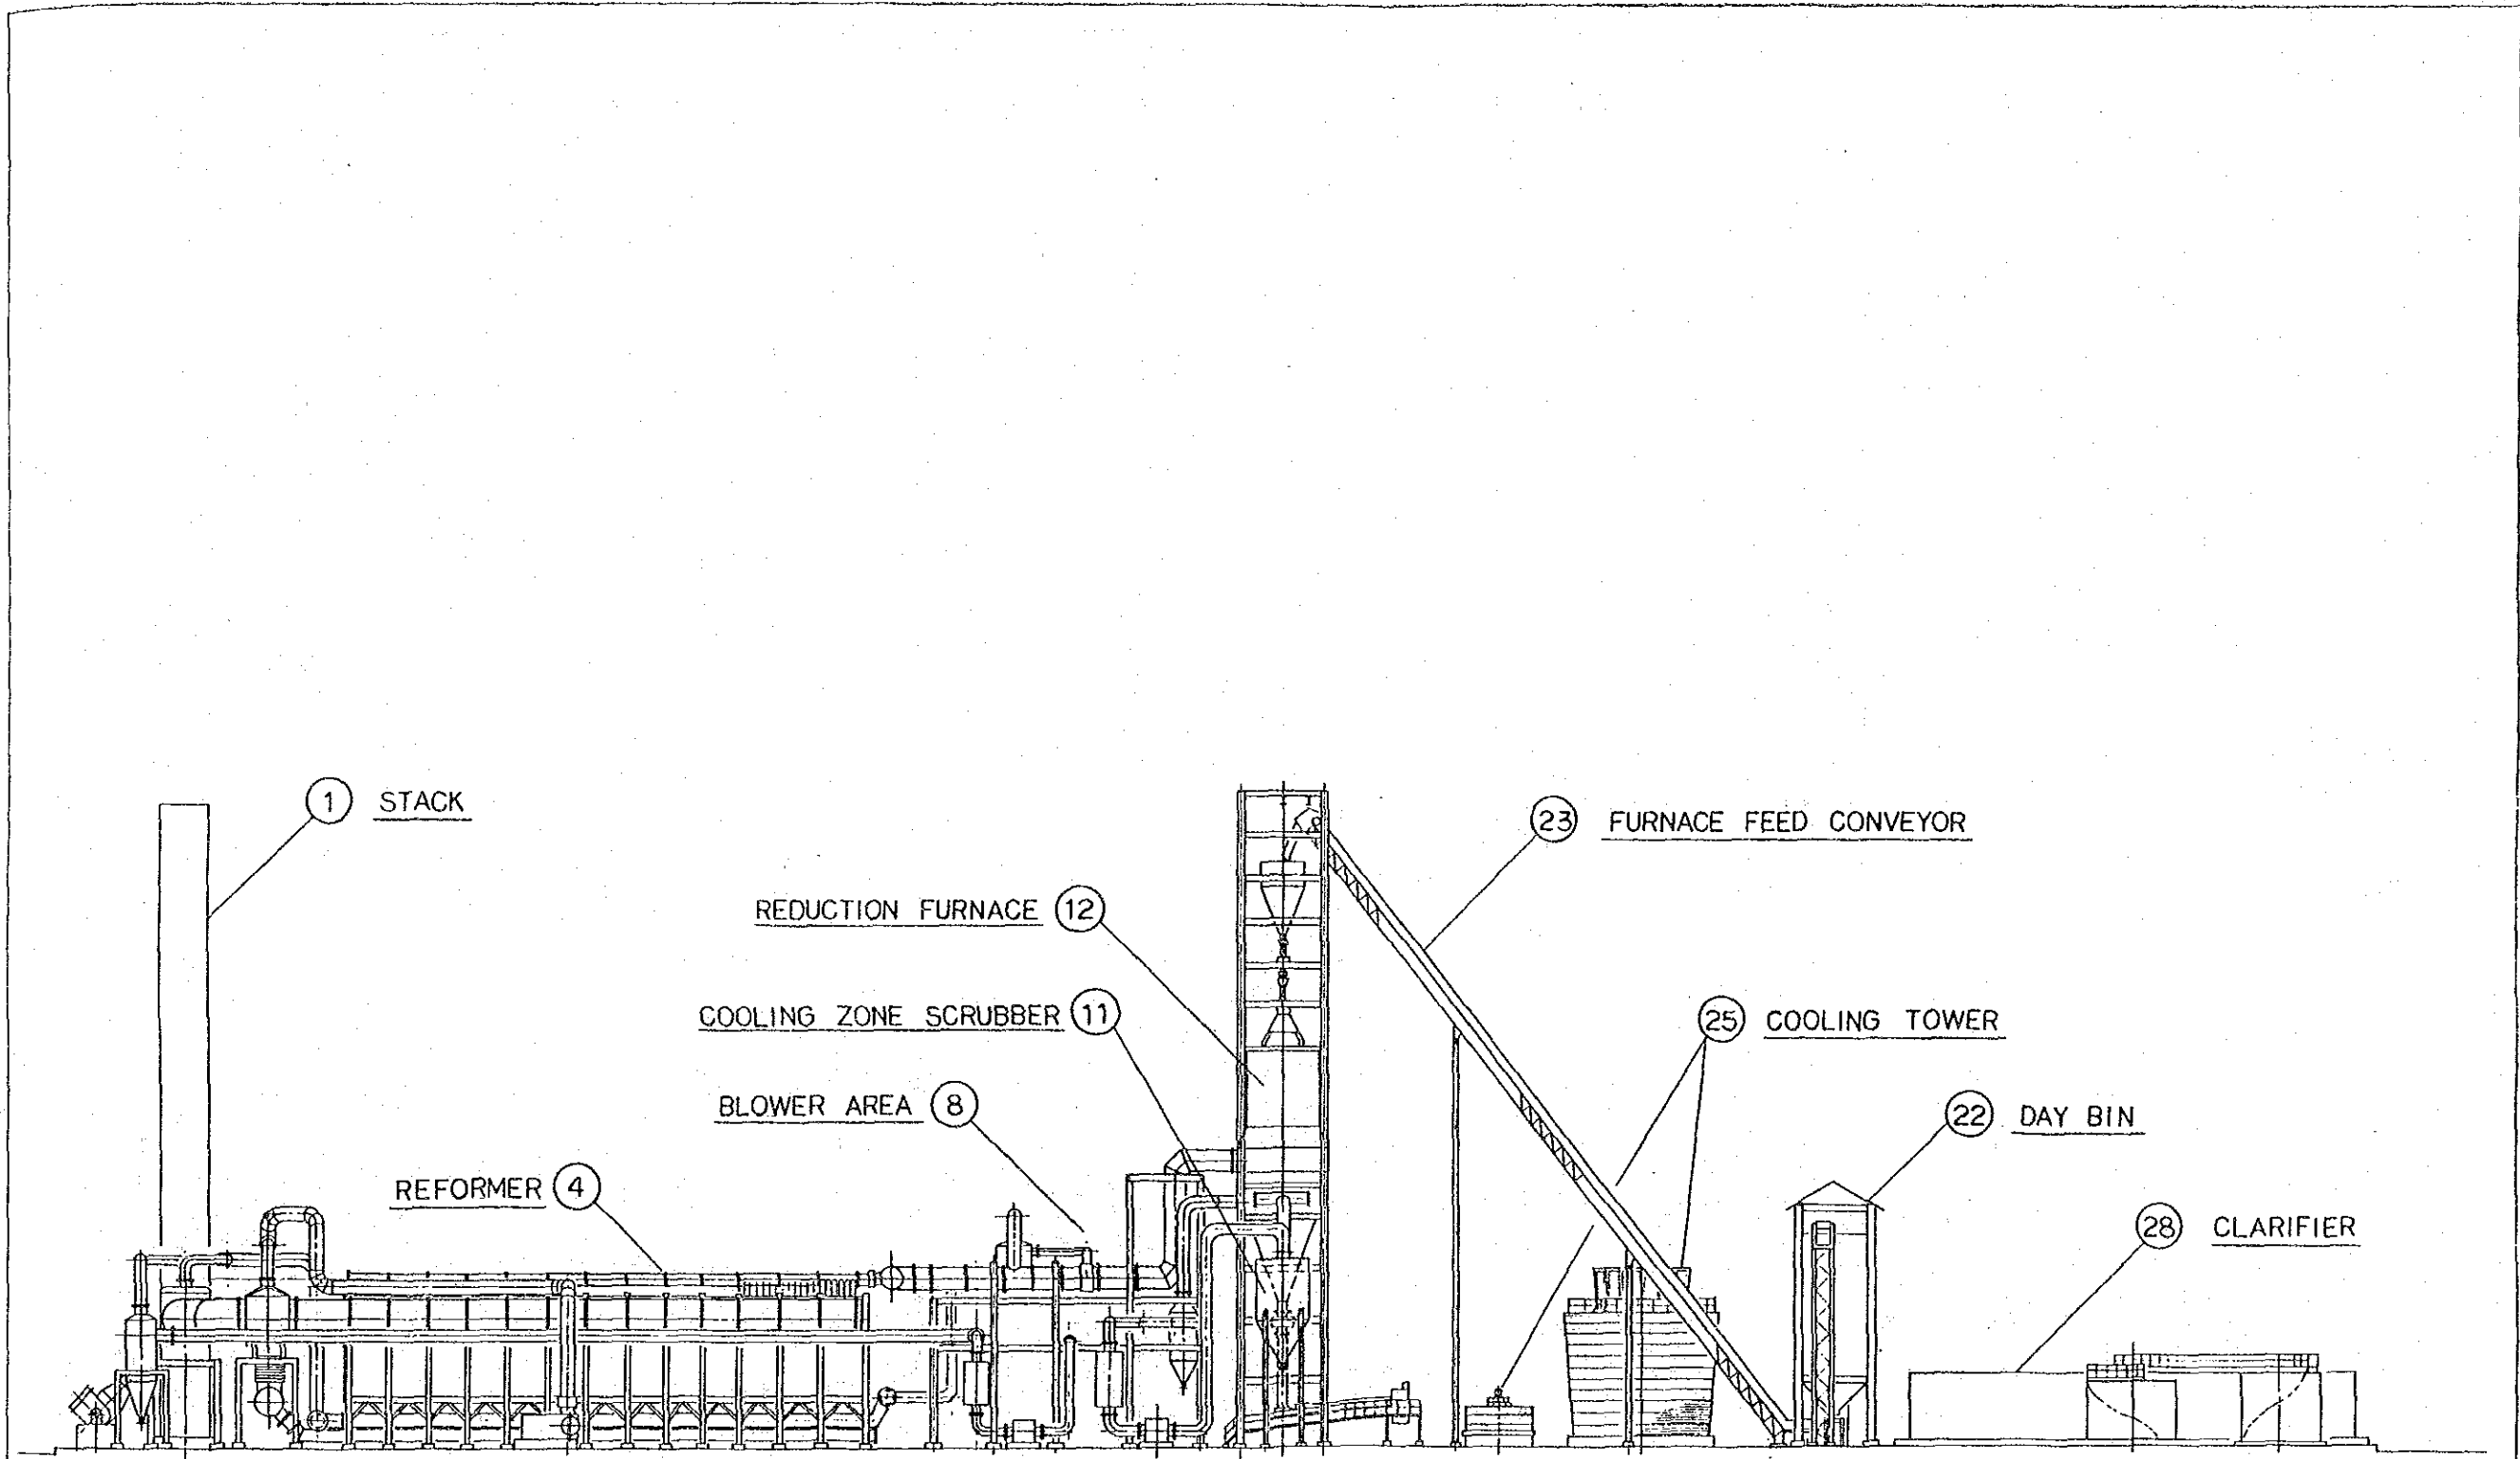 1 STACK
23 FURNACE FEED CONVEYOR
REDUCTION FURNACE 12
COOLING ZONE SCRUBBER 11
25 COOLING TOWER
BLOWER AREA 8
22 DAY BIN
REFORMER 4
28 CLARIFIER